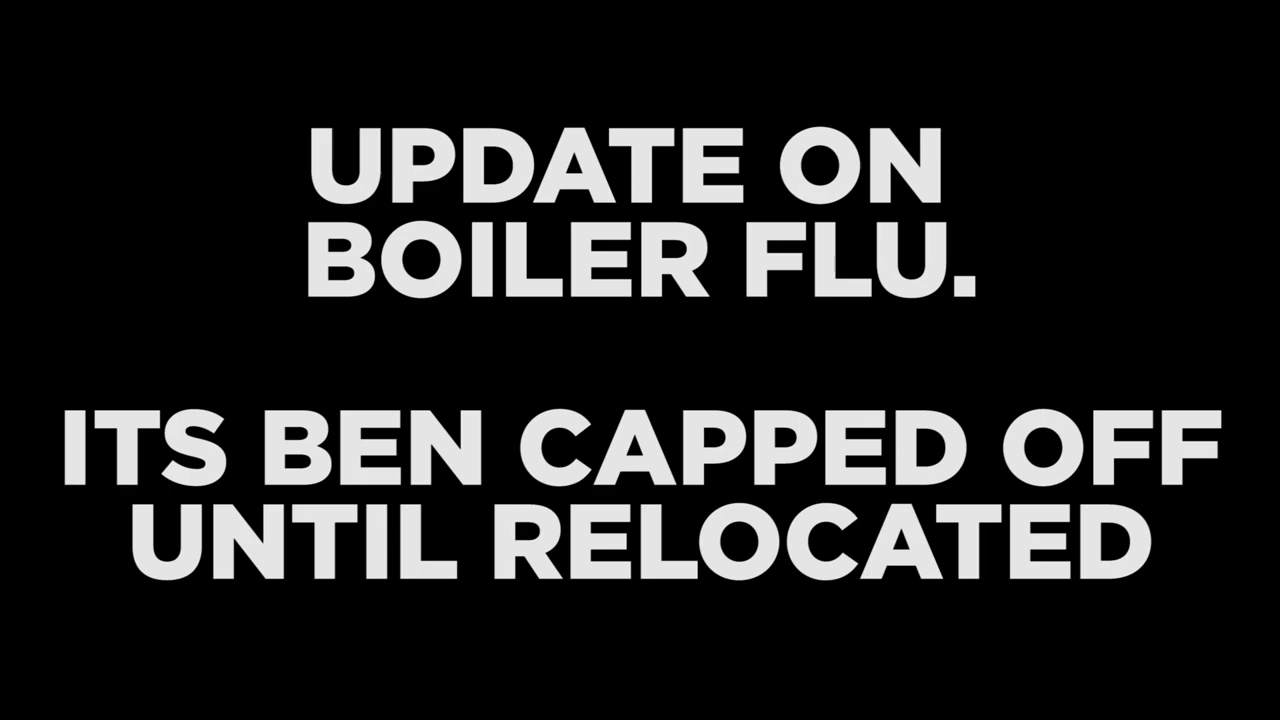 UPDATE ON
BOILER FLU.
ITS BEN CAPPED OFF
UNTIL RELOCATED